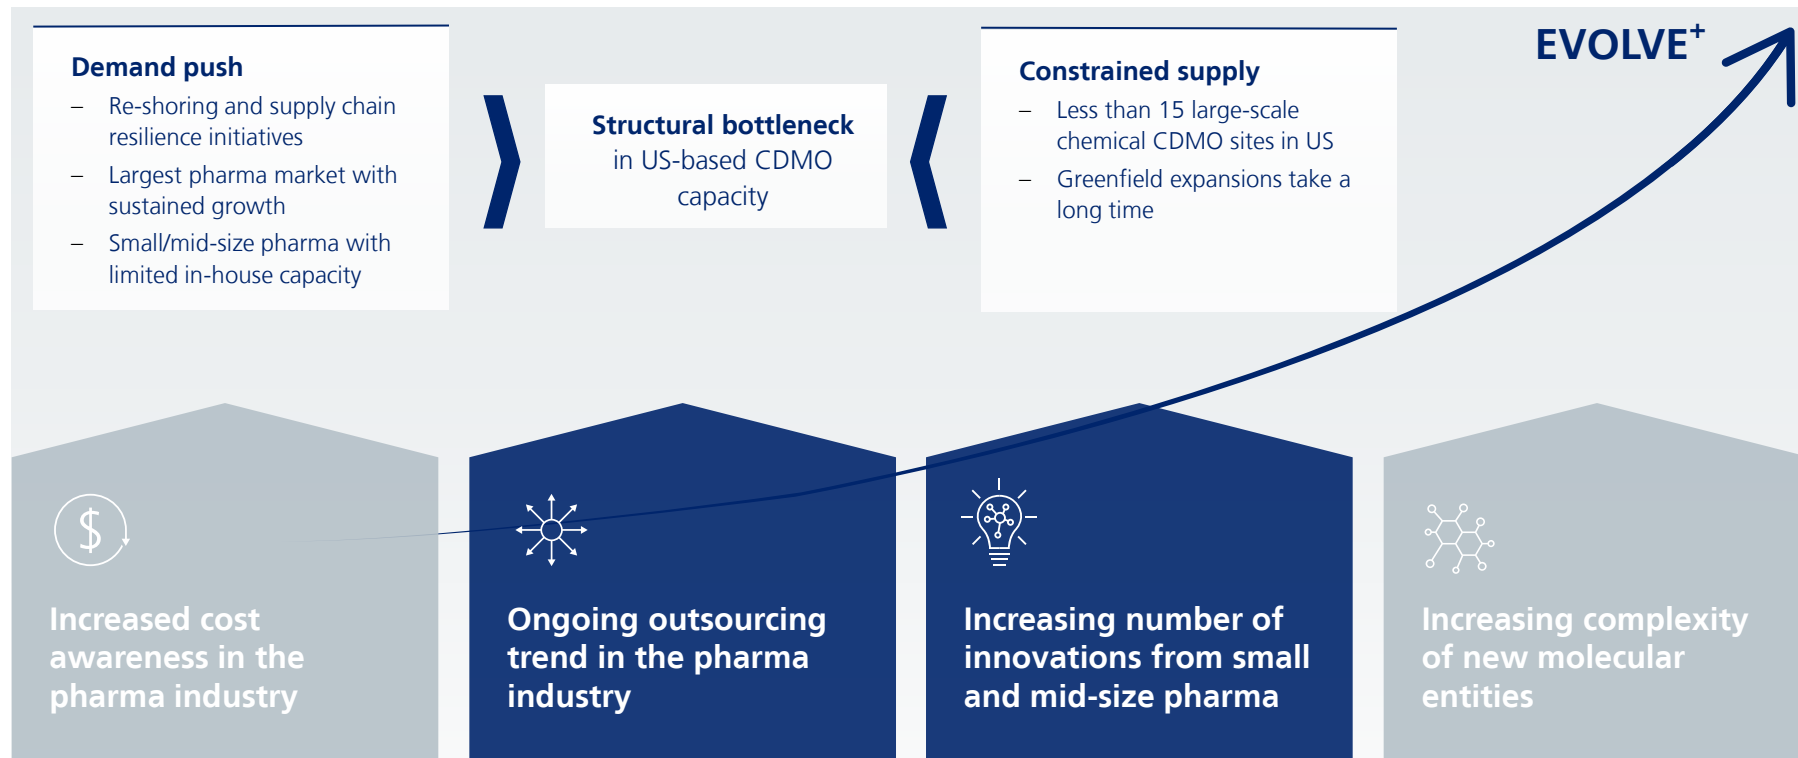 Demand push
– Re-shoring and supply chain
resilience initiatives
– Largest pharma market with
sustained growth
– Small/mid-size pharma with
limited in-house capacity
Structural bottleneck
in US-based CDMO
capacity
Constrained supply
– Less than 15 large-scale
chemical CDMO sites in US
– Greenfield expansions take a
long time
EVOLVE+
$
Increased cost
awareness in the
pharma industry
Ongoing outsourcing
trend in the pharma
industry
Increasing number of
innovations from small
and mid-size pharma
Increasing complexity
of new molecular
entities